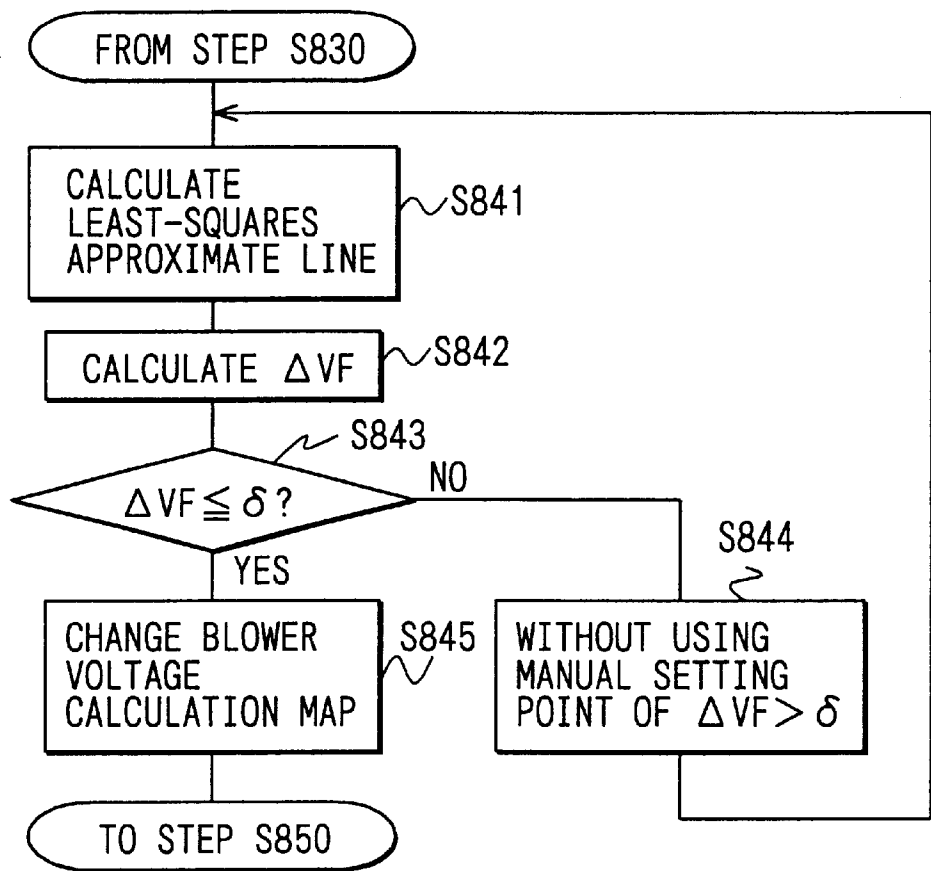 FROM STEP S830
CALCULATE
LEAST-SQUARES
APPROXIMATE LINE
S841
CALCULATE ΔVF
S842
S843
ΔVF≦δ?
NO
YES
S844
CHANGE BLOWER
VOLTAGE
CALCULATION MAP
S845
WITHOUT USING
MANUAL SETTING
POINT OF ΔVF>δ
TO STEP S850